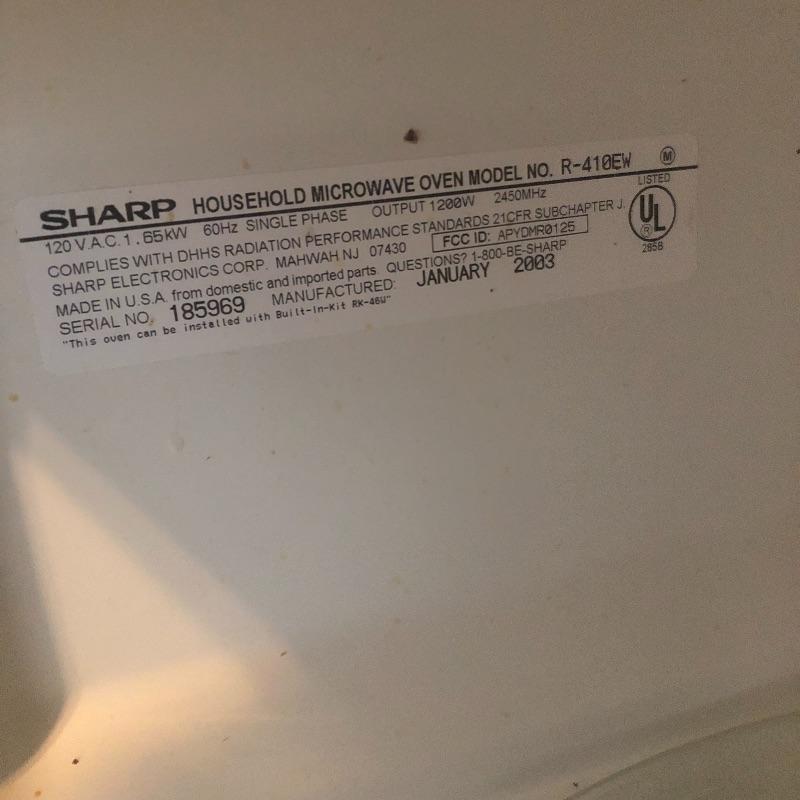 SHARP HOUSEHOLD MICROWAVE OVEN MODEL NO. R-410EW M
120 V.A.C. 1.65kW 60Hz SINGLE PHASE OUTPUT 1200W 2450MHz
COMPLIES WITH DHHS RADIATION PERFORMANCE STANDARDS 21CFR SUBCHAPTER J.
SHARP ELECTRONICS CORP. MAHWAH NJ 07430 FCC ID: APYDMR0125
MADE IN U.S.A. from domestic and imported parts. QUESTIONS? 1-800-BE-SHARP
SERIAL NO. 185969 MANUFACTURED: JANUARY 2003
"This oven can be installed with Built-In-Kit RK-46W"
LISTED
UL ®
285B